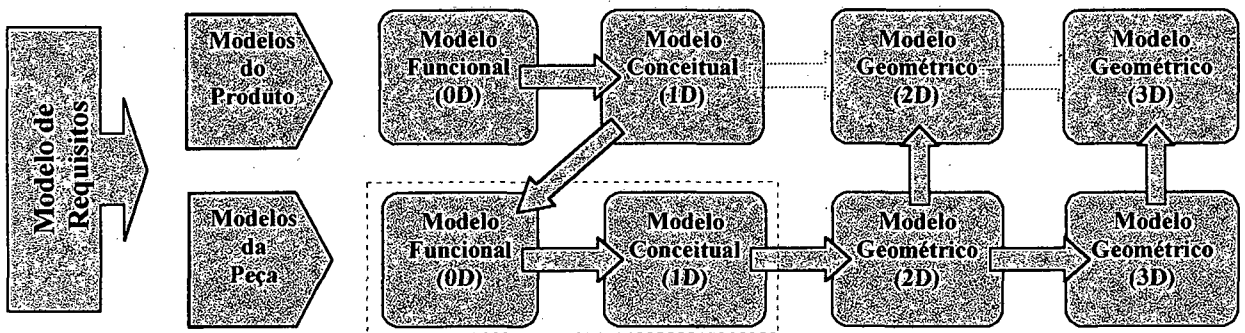 Modelo de
Requisitos
Modelos
do
Produto
Modelo
Funcional
(0D)
Modelo
Conceitual
(1D)
Modelo
Geométrico
(2D)
Modelo
Geométrico
(3D)
Modelos
da
Peça
Modelo
Funcional
(0D)
Modelo
Conceitual
(1D)
Modelo
Geométrico
(2D)
Modelo
Geométrico
(3D)